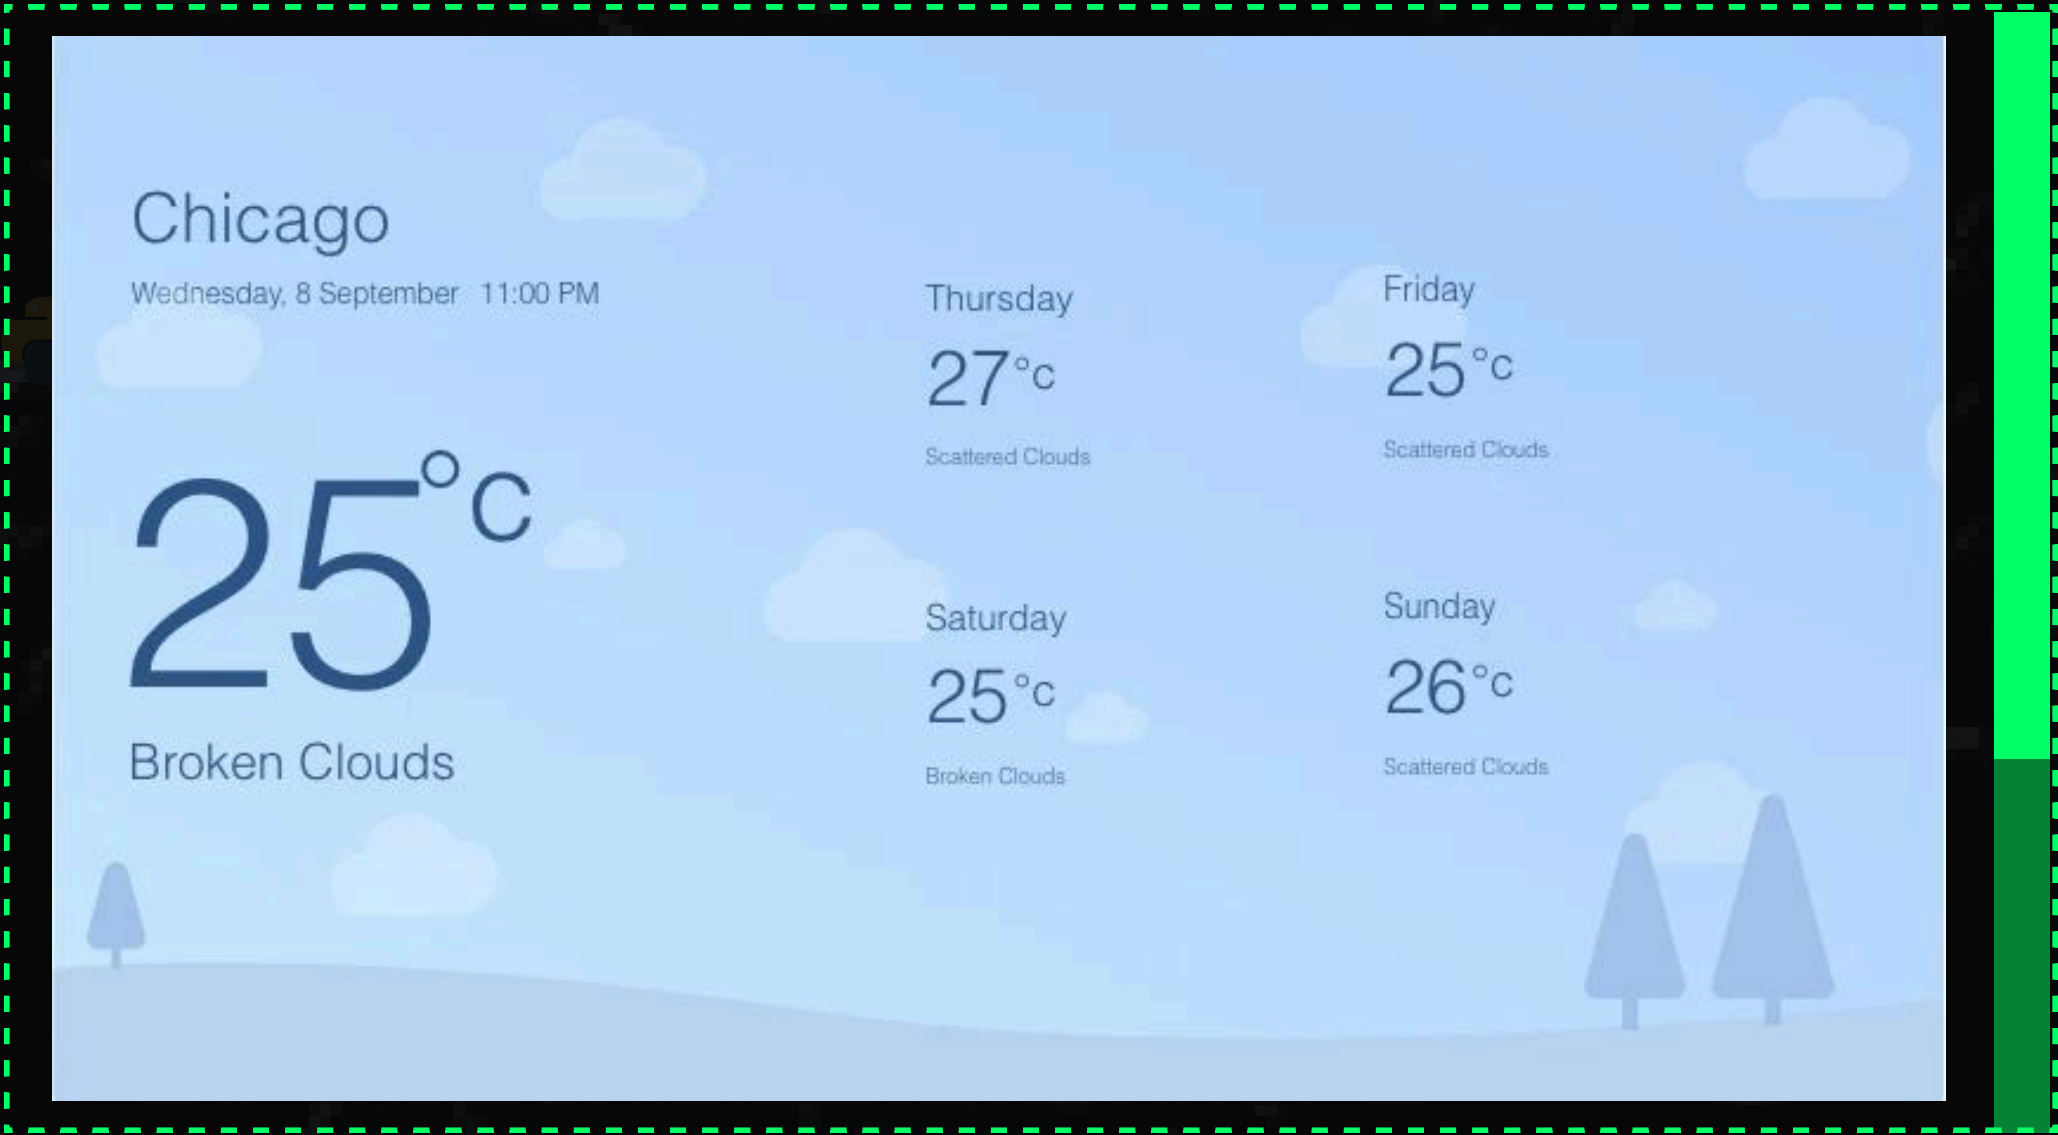 Chicago
Wednesday, 8 September 11:00 PM
25°C
Broken Clouds
Thursday
27°C
Scattered Clouds
Friday
25°C
Scattered Clouds
Saturday
25°C
Broken Clouds
Sunday
26°C
Scattered Clouds